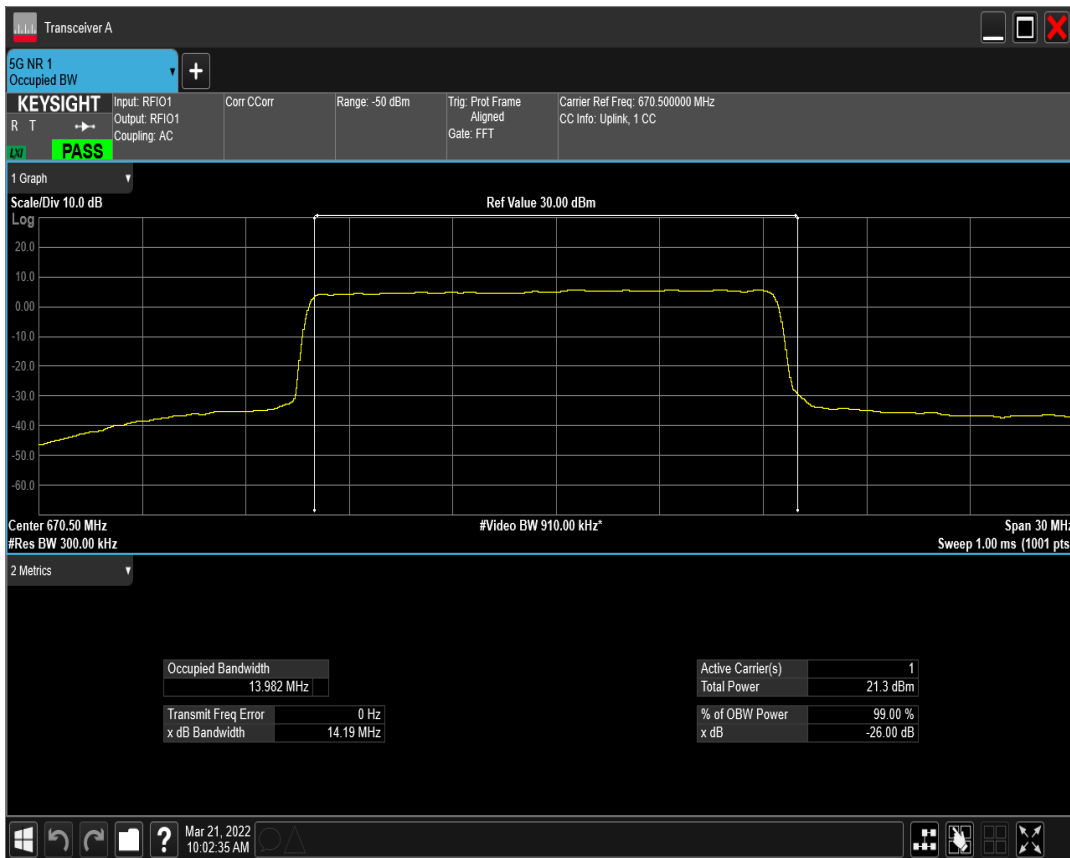 Transceiver A
5G NR 1
Occupied BW
KEYSIGHT
R T
LXI
PASS
Input: RFIO1
Output: RFIO1
Coupling: AC
Corr CCorr
Range: -50 dBm
Trig: Prot Frame
Aligned
Gate: FFT
Carrier Ref Freq: 670.500000 MHz
CC Info: Uplink, 1 CC
1 Graph
Scale/Div 10.0 dB
Ref Value 30.00 dBm
Log
20.0
10.0
0.00
-10.0
-20.0
-30.0
-40.0
-50.0
-60.0
Center 670.50 MHz
#Video BW 910.00 kHz*
Span 30 MHz
#Res BW 300.00 kHz
Sweep 1.00 ms (1001 pts
2 Metrics
Occupied Bandwidth
13.982 MHz
Transmit Freq Error 0 Hz
x dB Bandwidth 14.19 MHz
Active Carrier(s) 1
Total Power 21.3 dBm
% of OBW Power 99.00 %
x dB -26.00 dB
?
Mar 21, 2022
10:02:35 AM